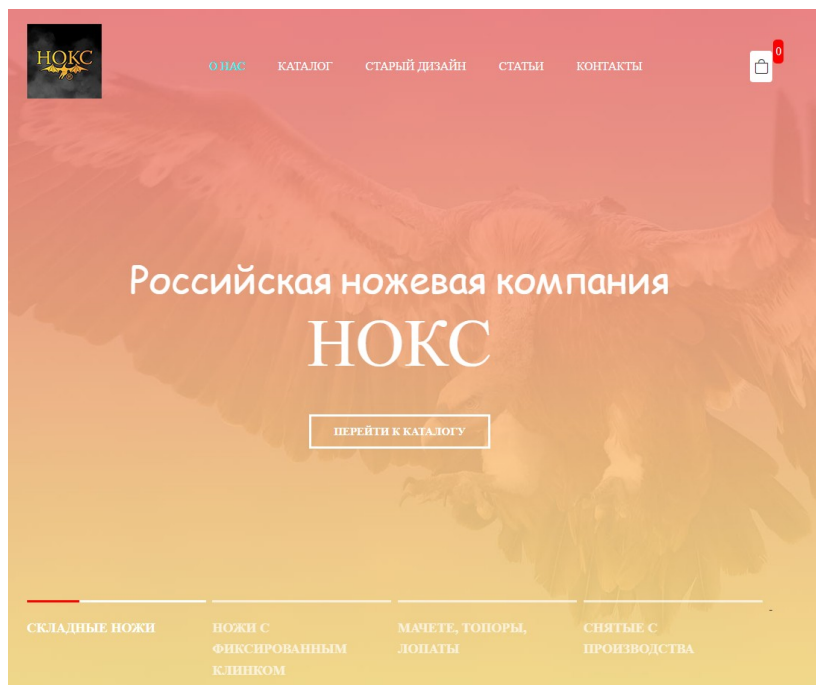 НОКС
О НАС КАТАЛОГ СТАРЫЙ ДИЗАЙН СТАТЬИ КОНТАКТЫ
0
Российская ножевая компания
НОКС
ПЕРЕЙТИ К КАТАЛОГУ
СКЛАДНЫЕ НОЖИ
НОЖИ С
ФИКСИРОВАННЫМ
КЛИНКОМ
МАЧЕТЕ, ТОПОРЫ,
ЛОПАТЫ
СНЯТЫЕ С
ПРОИЗВОДСТВА